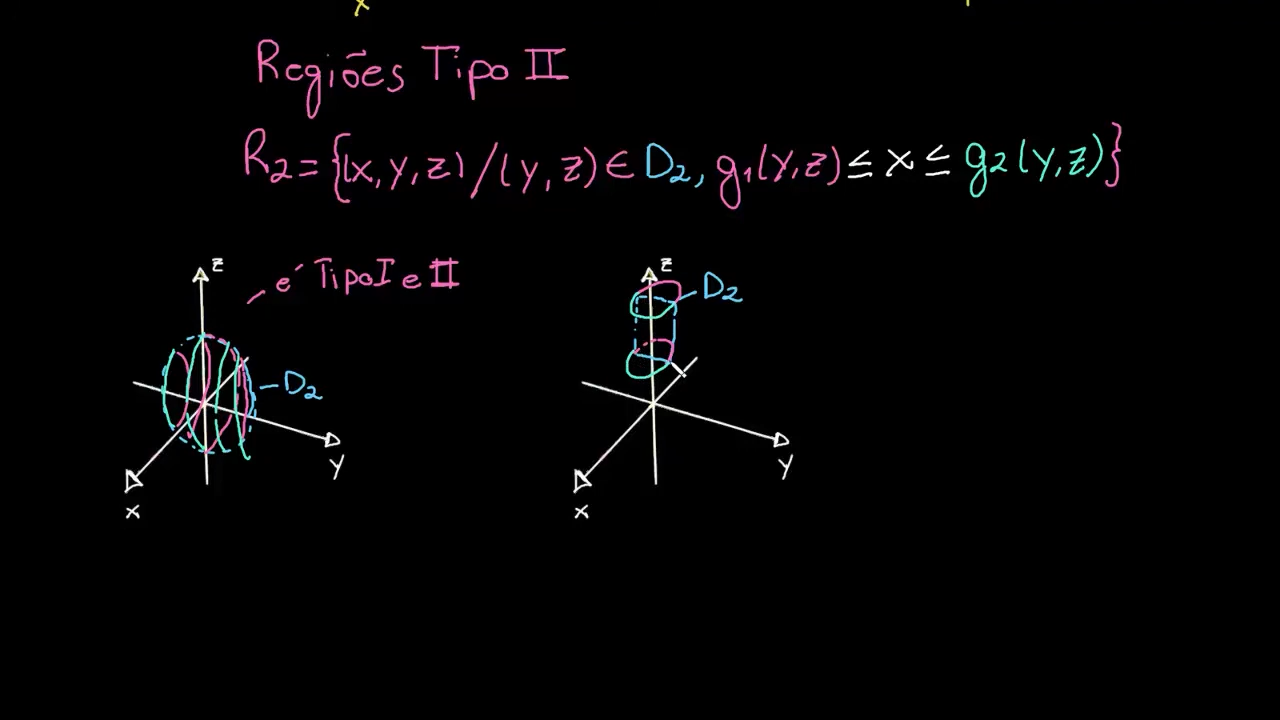 x
Regiões Tipo II
R2={(x,y,z)/(y,z)∈D2, g1(y,z)≤x≤g2(y,z)}
z
é Tipo I e II
D2
y
x
z
D2
y
x